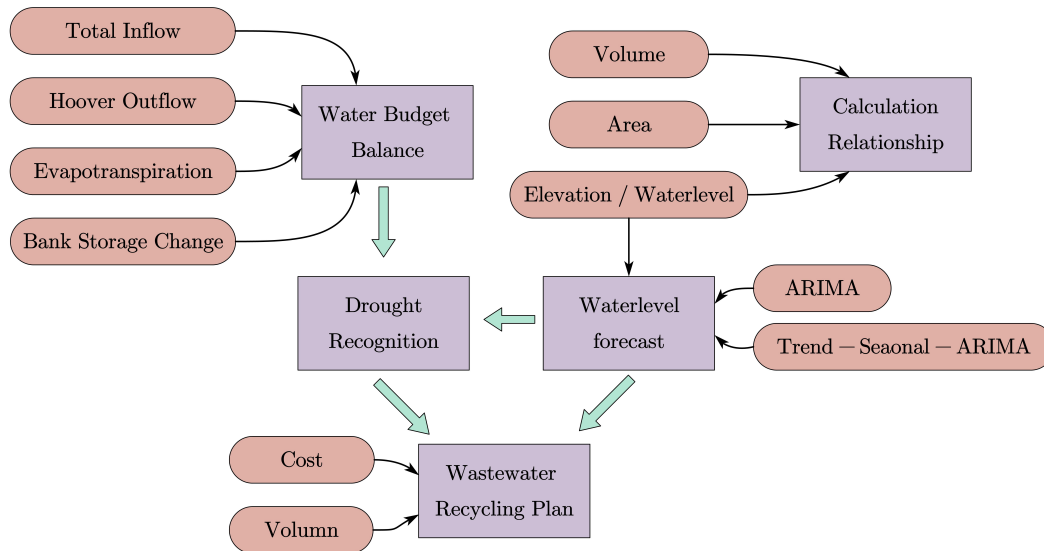 Total Inflow
Hoover Outflow
Evapotranspiration
Bank Storage Change
Water Budget
Balance
Volume
Area
Elevation / Waterlevel
Calculation
Relationship
Drought
Recognition
Waterlevel
forecast
ARIMA
Trend – Seaonal – ARIMA
Cost
Volumn
Wastewater
Recycling Plan